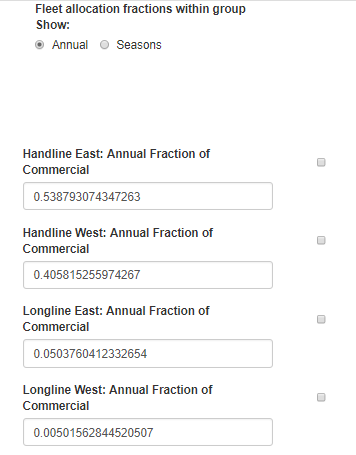 Fleet allocation fractions within group
Show:
Annual Seasons
Handline East: Annual Fraction of
Commercial
0.538793074347263
Handline West: Annual Fraction of
Commercial
0.405815255974267
Longline East: Annual Fraction of
Commercial
0.0503760412332654
Longline West: Annual Fraction of
Commercial
0.00501562844520507